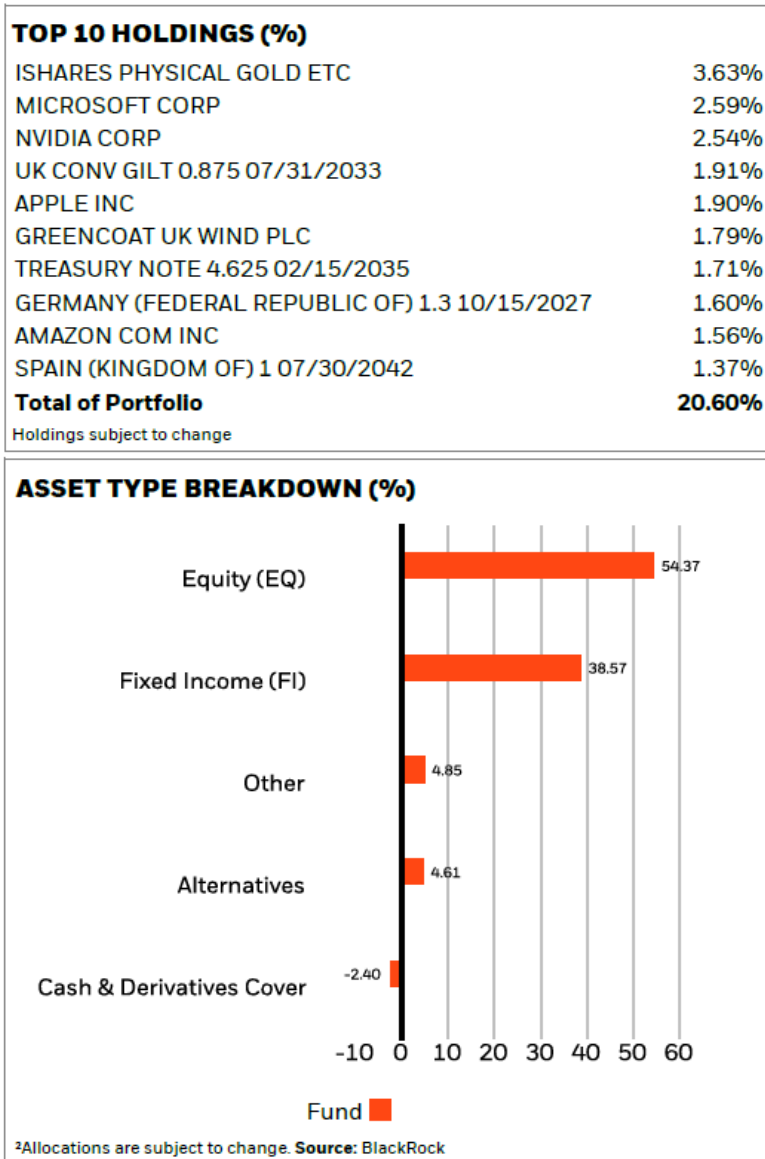 TOP 10 HOLDINGS (%)
ISHARES PHYSICAL GOLD ETC 3.63%
MICROSOFT CORP 2.59%
NVIDIA CORP 2.54%
UK CONV GILT 0.875 07/31/2033 1.91%
APPLE INC 1.90%
GREENCOAT UK WIND PLC 1.79%
TREASURY NOTE 4.625 02/15/2035 1.71%
GERMANY (FEDERAL REPUBLIC OF) 1.3 10/15/2027 1.60%
AMAZON COM INC 1.56%
SPAIN (KINGDOM OF) 1 07/30/2042 1.37%
Total of Portfolio 20.60%
Holdings subject to change
ASSET TYPE BREAKDOWN (%)
Equity (EQ) 54.37
Fixed Income (FI) 38.57
Other 4.85
Alternatives 4.61
Cash & Derivatives Cover -2.40
-10 0 10 20 30 40 50 60
Fund
²Allocations are subject to change. Source: BlackRock